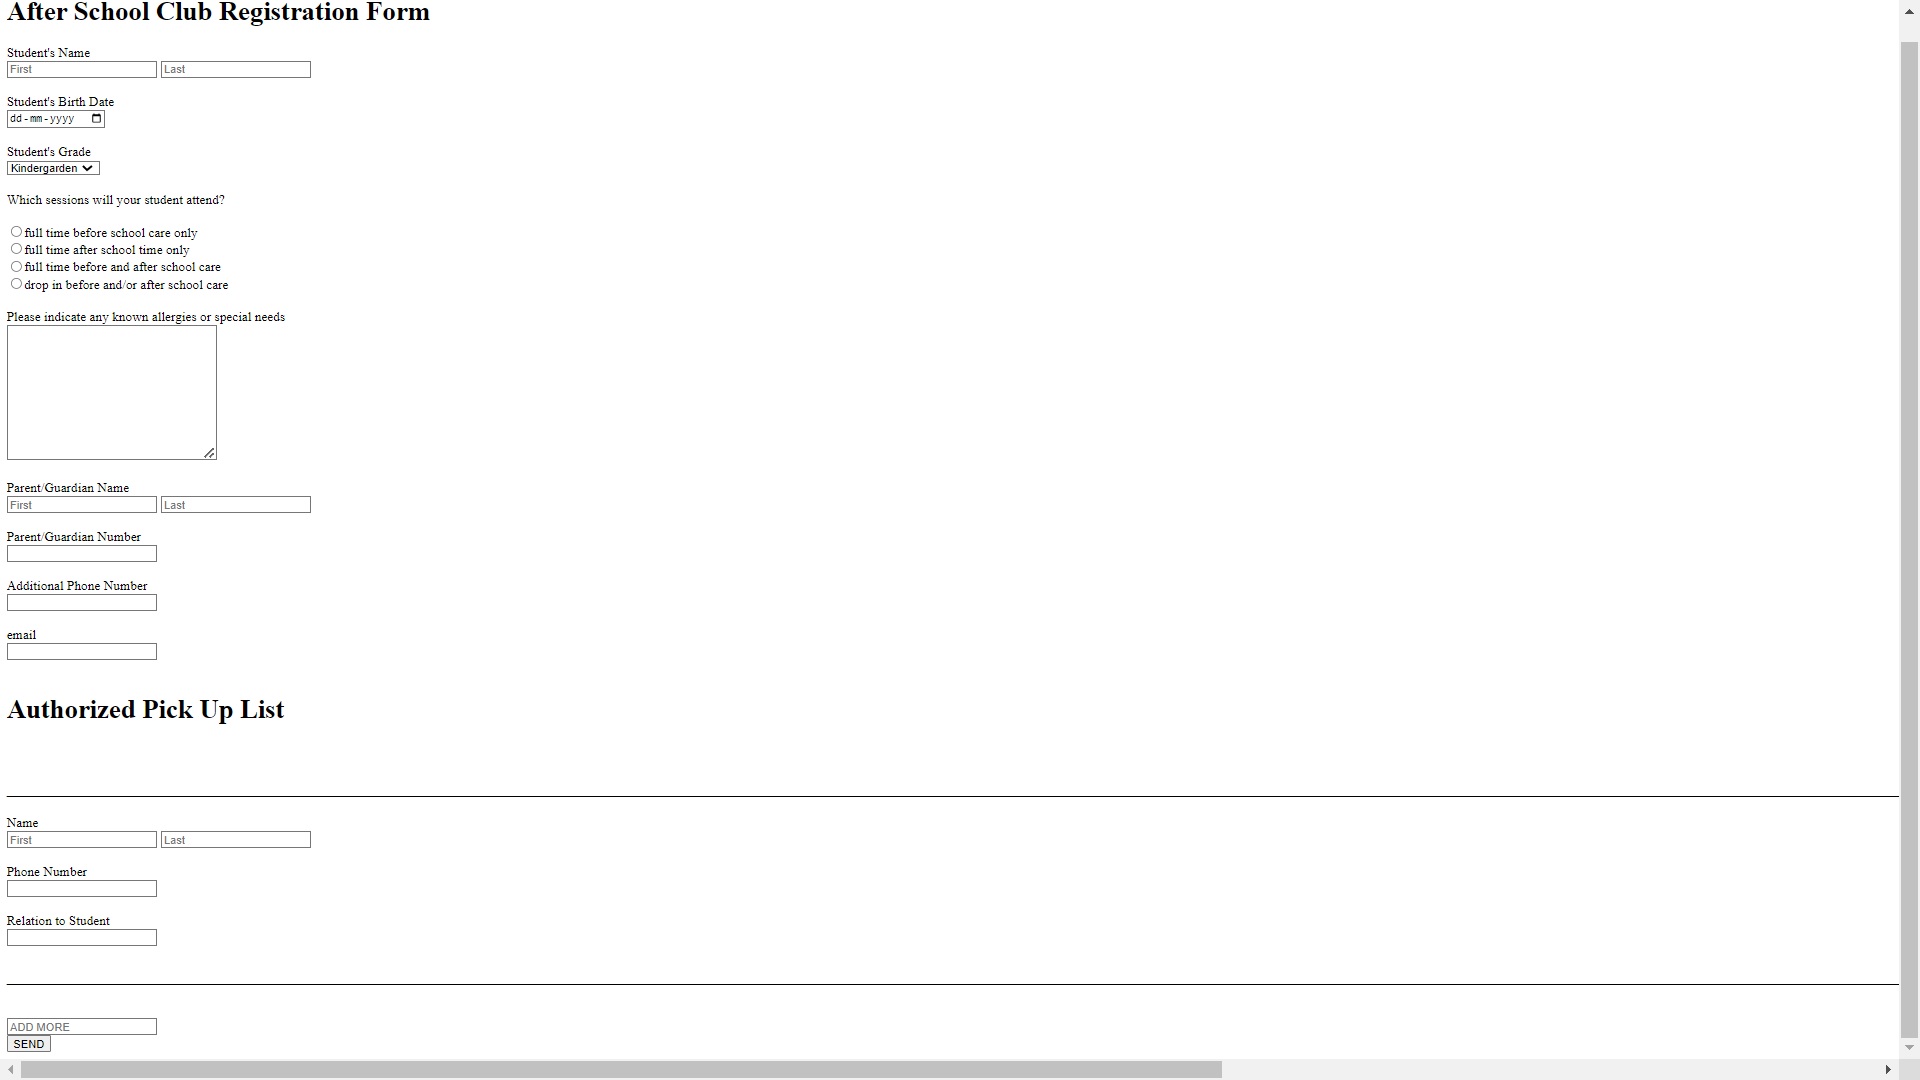 After School Club Registration Form
Student's Name
First Last
Student's Birth Date
dd-mm-yyyy
Student's Grade
Kindergarden
Which sessions will your student attend?
full time before school care only
full time after school time only
full time before and after school care
drop in before and/or after school care
Please indicate any known allergies or special needs
Parent/Guardian Name
First Last
Parent/Guardian Number
Additional Phone Number
email
Authorized Pick Up List
Name
First Last
Phone Number
Relation to Student
ADD MORE
SEND